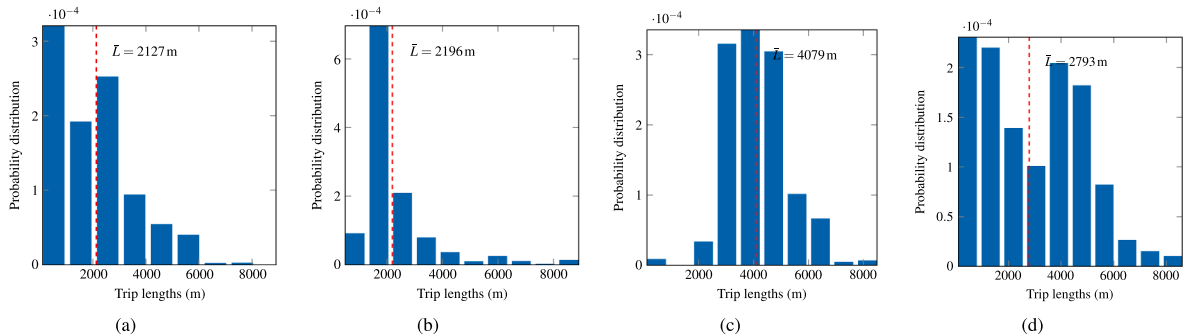 ·10⁻⁴
3
2
1
0
Probability distribution
L̄ = 2127 m
2000 4000 6000 8000
Trip lengths (m)
(a)
·10⁻⁴
6
4
2
0
Probability distribution
L̄ = 2196 m
2000 4000 6000 8000
Trip lengths (m)
(b)
·10⁻⁴
3
2
1
0
Probability distribution
L̄ = 4079 m
2000 4000 6000 8000
Trip lengths (m)
(c)
·10⁻⁴
2
1.5
1
0.5
0
Probability distribution
L̄ = 2793 m
2000 4000 6000 8000
Trip lengths (m)
(d)